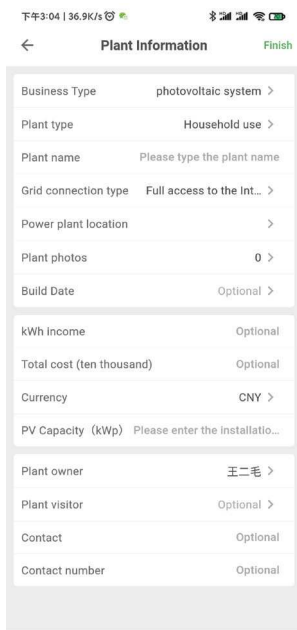 下午3:04 | 36.9K/s
Plant Information
Finish
Business Type photovoltaic system >
Plant type Household use >
Plant name Please type the plant name
Grid connection type Full access to the Int... >
Power plant location >
Plant photos 0 >
Build Date Optional >
kWh income Optional
Total cost (ten thousand) Optional
Currency CNY >
PV Capacity（kWp） Please enter the installatio...
Plant owner 王二毛 >
Plant visitor Optional >
Contact Optional
Contact number Optional